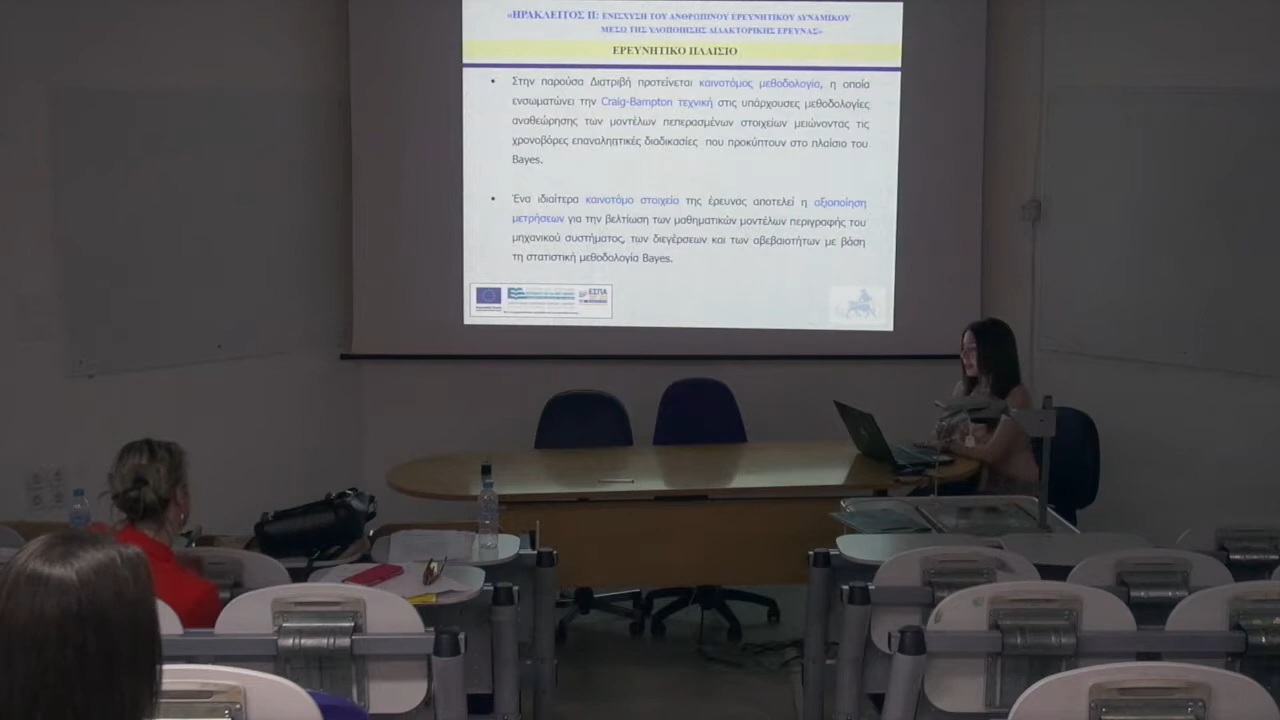 «ΗΡΑΚΛΕΙΤΟΣ ΙΙ: ΕΝΙΣΧΥΣΗ ΤΟΥ ΑΝΘΡΩΠΙΝΟΥ ΕΡΕΥΝΗΤΙΚΟΥ ΔΥΝΑΜΙΚΟΥ
ΜΕΣΩ ΤΗΣ ΥΛΟΠΟΙΗΣΗΣ ΔΙΔΑΚΤΟΡΙΚΗΣ ΕΡΕΥΝΑΣ»
ΕΡΕΥΝΗΤΙΚΟ ΠΛΑΙΣΙΟ
• Στην παρούσα Διατριβή προτείνεται καινοτόμος μεθοδολογία, η οποία
ενσωματώνει την Craig-Bampton τεχνική στις υπάρχουσες μεθοδολογίες
αναθεώρησης των μοντέλων πεπερασμένων στοιχείων μειώνοντας τις
χρονοβόρες επαναληπτικές διαδικασίες που προκύπτουν στο πλαίσιο του
Bayes.
• Ένα ιδιαίτερα καινοτόμο στοιχείο της έρευνας αποτελεί η αξιοποίηση
μετρήσεων για την βελτίωση των μαθηματικών μοντέλων περιγραφής του
μηχανικού συστήματος, των διεγέρσεων και των αβεβαιοτήτων με βάση
τη στατιστική μεθοδολογία Bayes.
ΕΣΠΑ